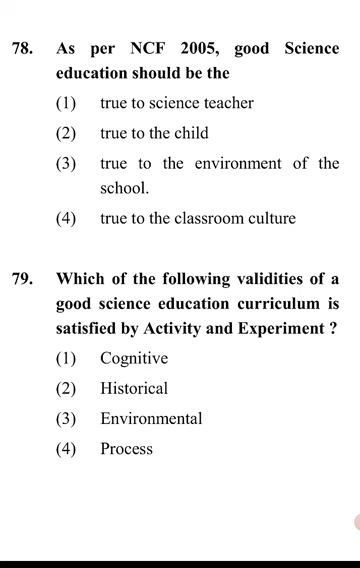 78. As per NCF 2005, good Science
education should be the
(1) true to science teacher
(2) true to the child
(3) true to the environment of the
school.
(4) true to the classroom culture
79. Which of the following validities of a
good science education curriculum is
satisfied by Activity and Experiment ?
(1) Cognitive
(2) Historical
(3) Environmental
(4) Process